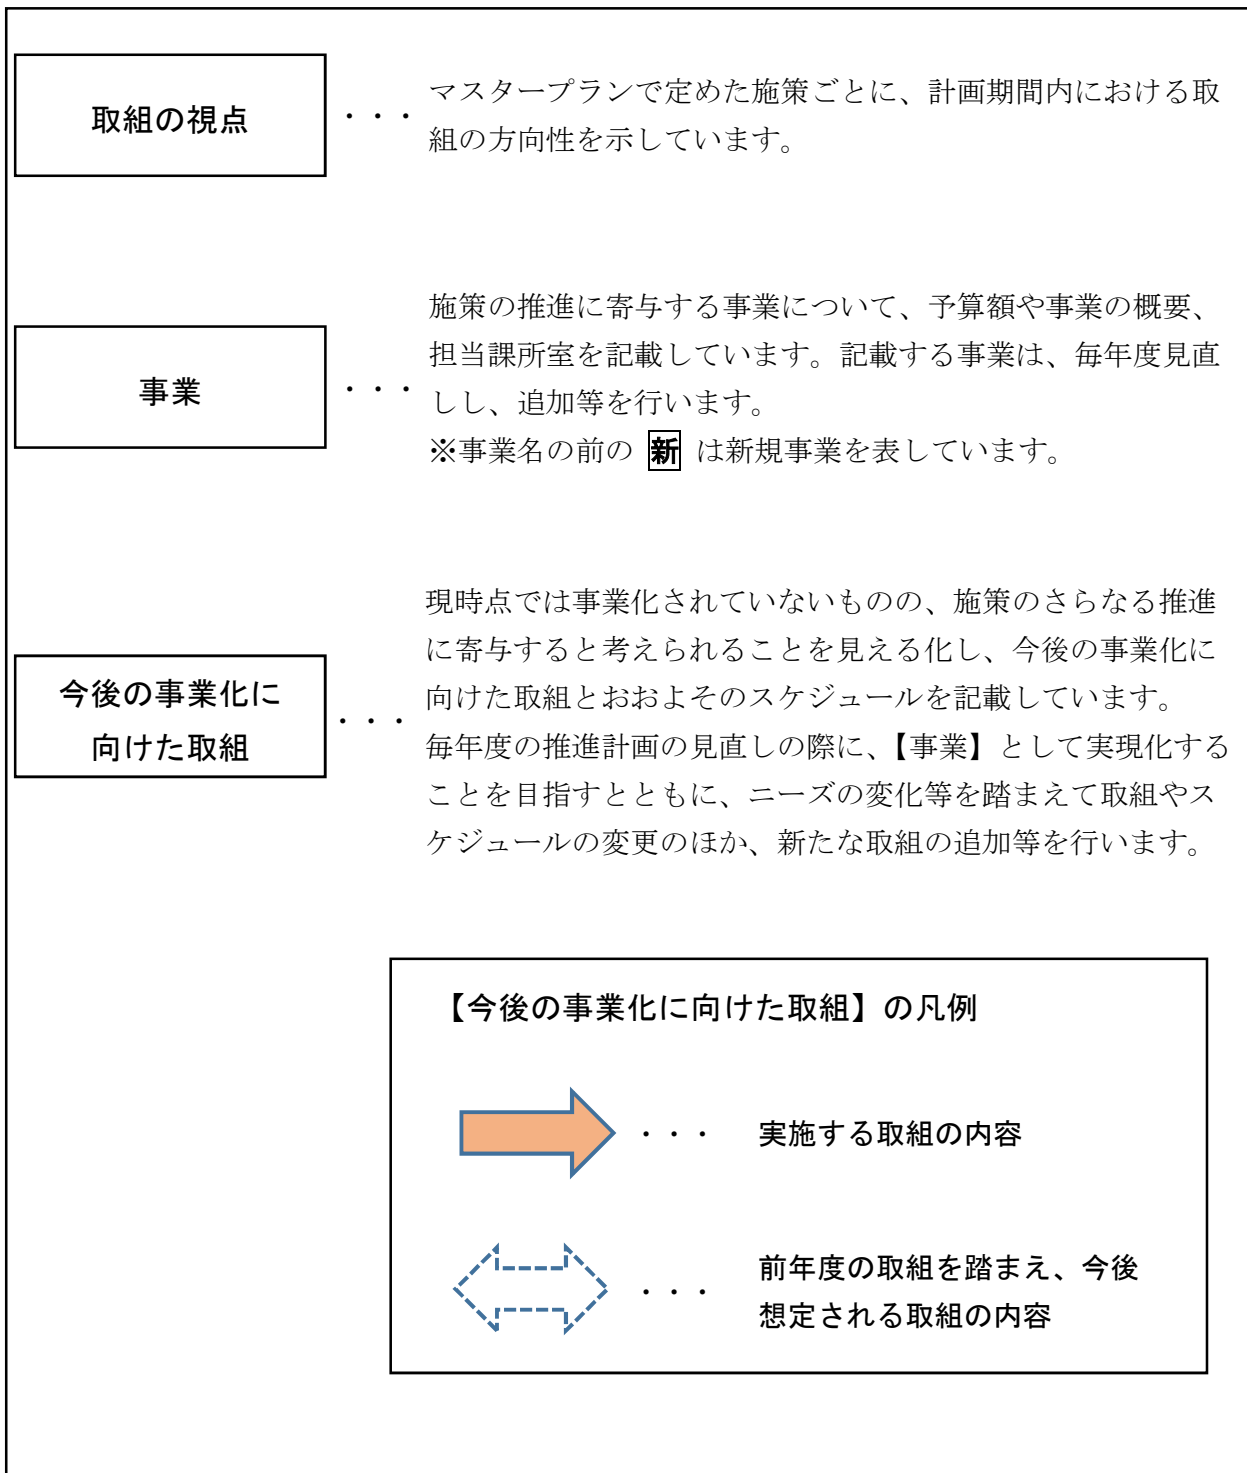 取組の視点
・・・
マスタープランで定めた施策ごとに、計画期間内における取
組の方向性を示しています。
事業
・・・
施策の推進に寄与する事業について、予算額や事業の概要、
担当課所室を記載しています。記載する事業は、毎年度見直
しし、追加等を行います。
※事業名の前の 新 は新規事業を表しています。
今後の事業化に
向けた取組
・・・
現時点では事業化されていないものの、施策のさらなる推進
に寄与すると考えられることを見える化し、今後の事業化に
向けた取組とおおよそのスケジュールを記載しています。
毎年度の推進計画の見直しの際に、【事業】として実現化する
ことを目指すとともに、ニーズの変化等を踏まえて取組やス
ケジュールの変更のほか、新たな取組の追加等を行います。
【今後の事業化に向けた取組】の凡例
・・・ 実施する取組の内容
・・・ 前年度の取組を踏まえ、今後
想定される取組の内容